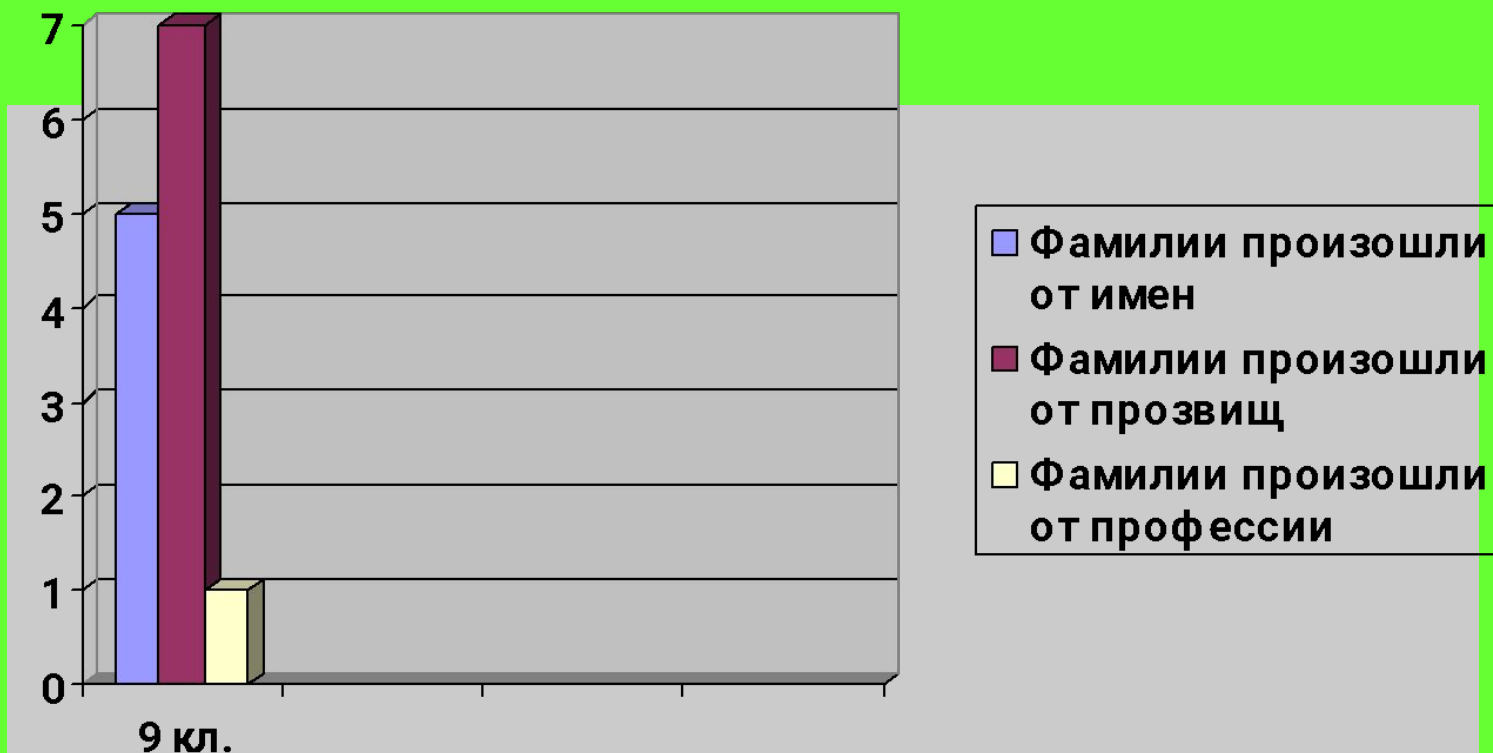 7
6
5
4
3
2
1
0
9 кл.
Фамилии произошли
от имен
Фамилии произошли
от прозвищ
Фамилии произошли
от профессии